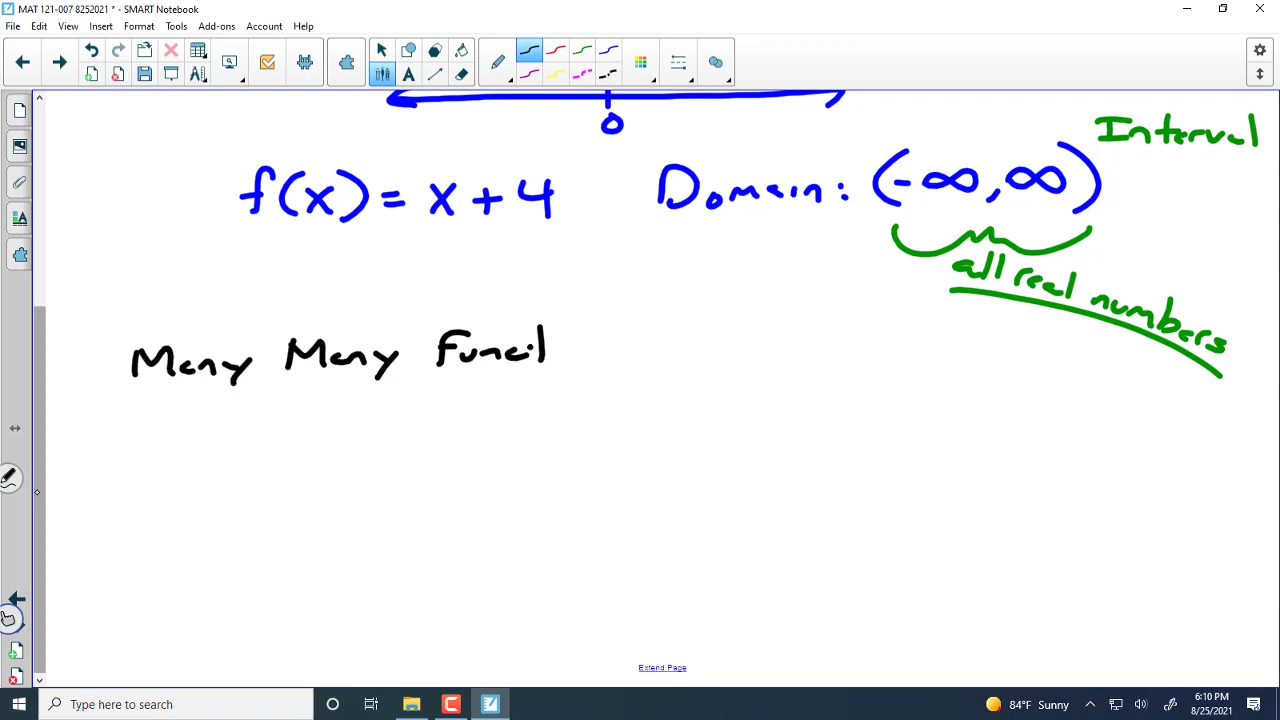 MAT 121-007 8252021 * - SMART Notebook
File Edit View Insert Format Tools Add-ons Account Help
0
Interval
f(x) = x + 4 Domain: (-∞, ∞)
all real numbers
Many Many Funcil
Extend Page
Type here to search
84°F Sunny
6:10 PM
8/25/2021